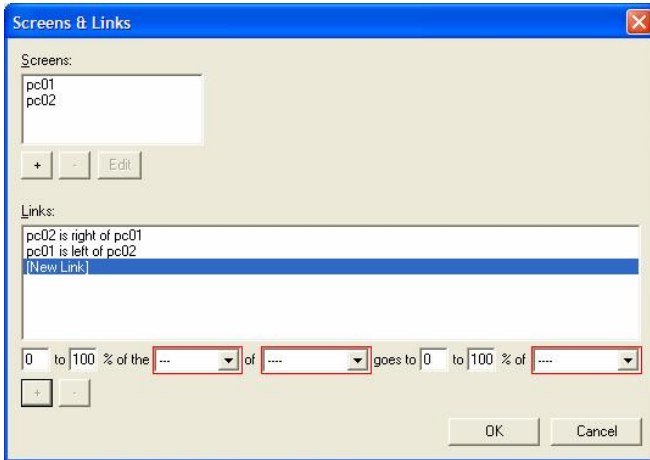 Screens & Links
Screens:
pc01
pc02
+ - Edit
Links:
pc02 is right of pc01
pc01 is left of pc02
[New Link]
0 to 100 % of the --- of ---- goes to 0 to 100 % of ----
+ -
OK Cancel